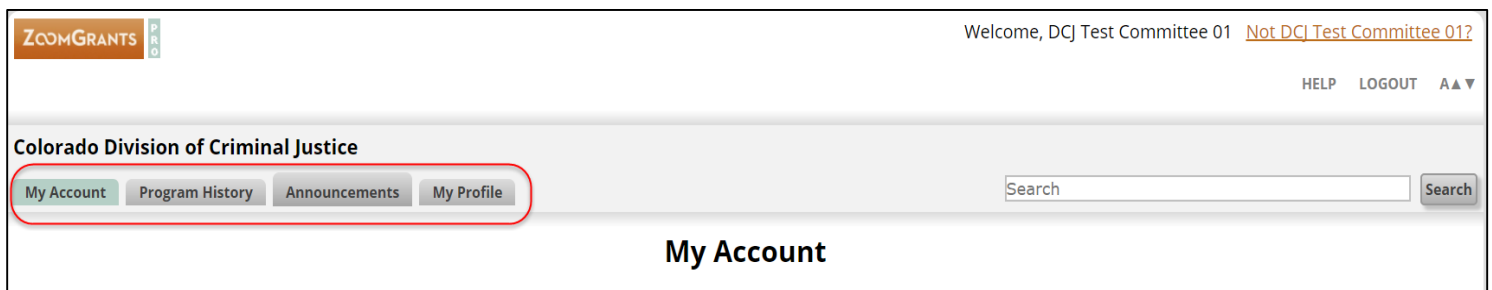 ZOOMGRANTS PRO
Welcome, DCJ Test Committee 01 Not DCJ Test Committee 01?
HELP LOGOUT A▲▼
Colorado Division of Criminal Justice
My Account Program History Announcements My Profile Search Search
My Account